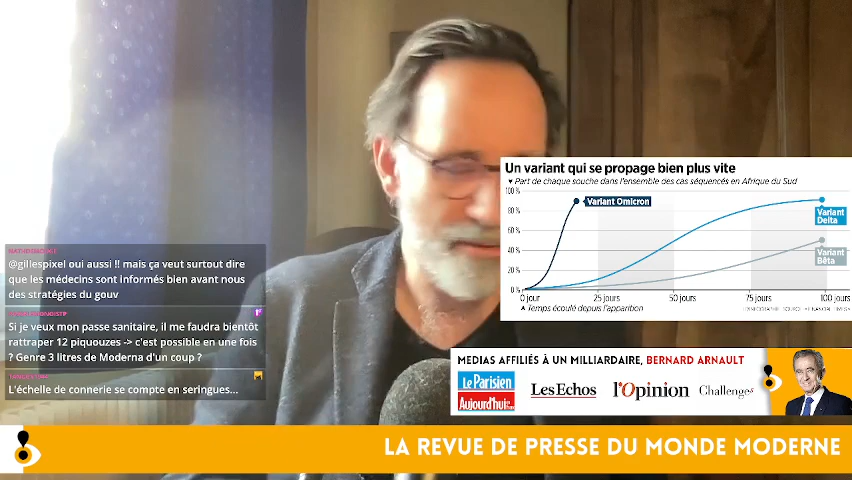 @gillespixel oui aussi !! mais ça veut surtout dire
que les médecins sont informés bien avant nous
des stratégies du gouv
Si je veux mon passe sanitaire, il me faudra bientôt
rattraper 12 piquouzes -> c'est possible en une fois
? Genre 3 litres de Moderna d'un coup ?
L'échelle de connerie se compte en seringues...
Un variant qui se propage bien plus vite
▼ Part de chaque souche dans l'ensemble des cas séquencés en Afrique du Sud
100 %
80 %
60 %
40 %
20 %
0 %
Variant Omicron
Variant
Delta
Variant
Bêta
0 jour
25 jours
50 jours
75 jours
100 jours
▲ Temps écoulé depuis l'apparition
MEDIAS AFFILIÉS À UN MILLIARDAIRE, BERNARD ARNAULT
Le Parisien
Aujourd'hui
Les Echos
l'Opinion
Challenges
LA REVUE DE PRESSE DU MONDE MODERNE